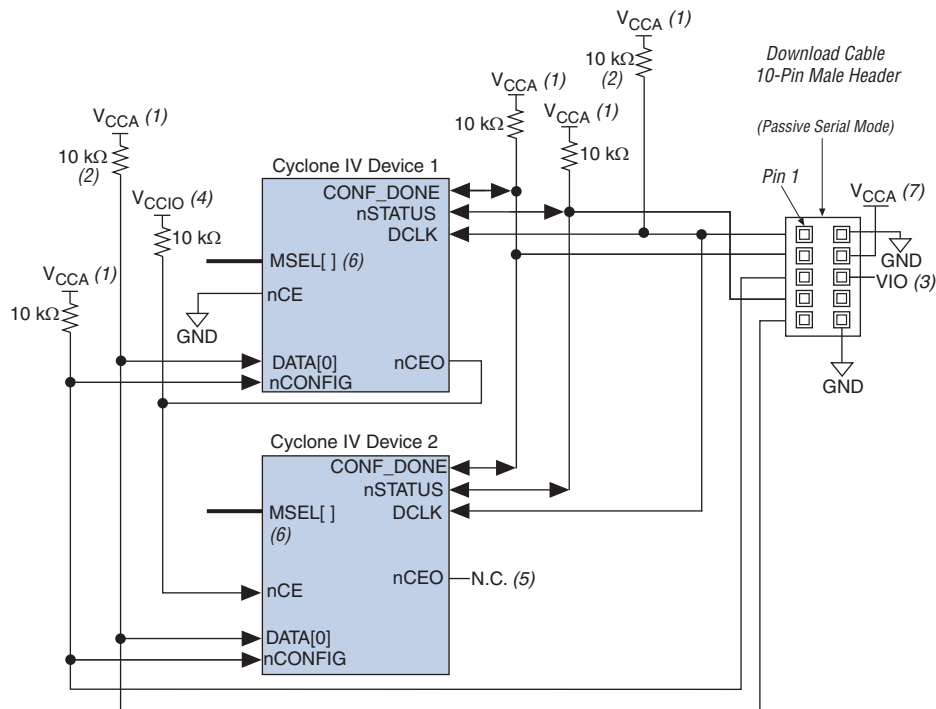 VCCA (1)
10 kΩ
(2)
Download Cable
10-Pin Male Header
(Passive Serial Mode)
Pin 1
VCCA (7)
VCCA (1)
10 kΩ
VCCA (1)
10 kΩ
VCCA (1)
10 kΩ
(2)
VCCIO (4)
10 kΩ
VCCA (1)
10 kΩ
Cyclone IV Device 1
CONF_DONE
nSTATUS
DCLK
MSEL[ ] (6)
nCE
GND
DATA[0]
nCEO
nCONFIG
GND
VIO (3)
GND
Cyclone IV Device 2
CONF_DONE
nSTATUS
MSEL[ ]
(6)
DCLK
nCEO
N.C. (5)
nCE
DATA[0]
nCONFIG